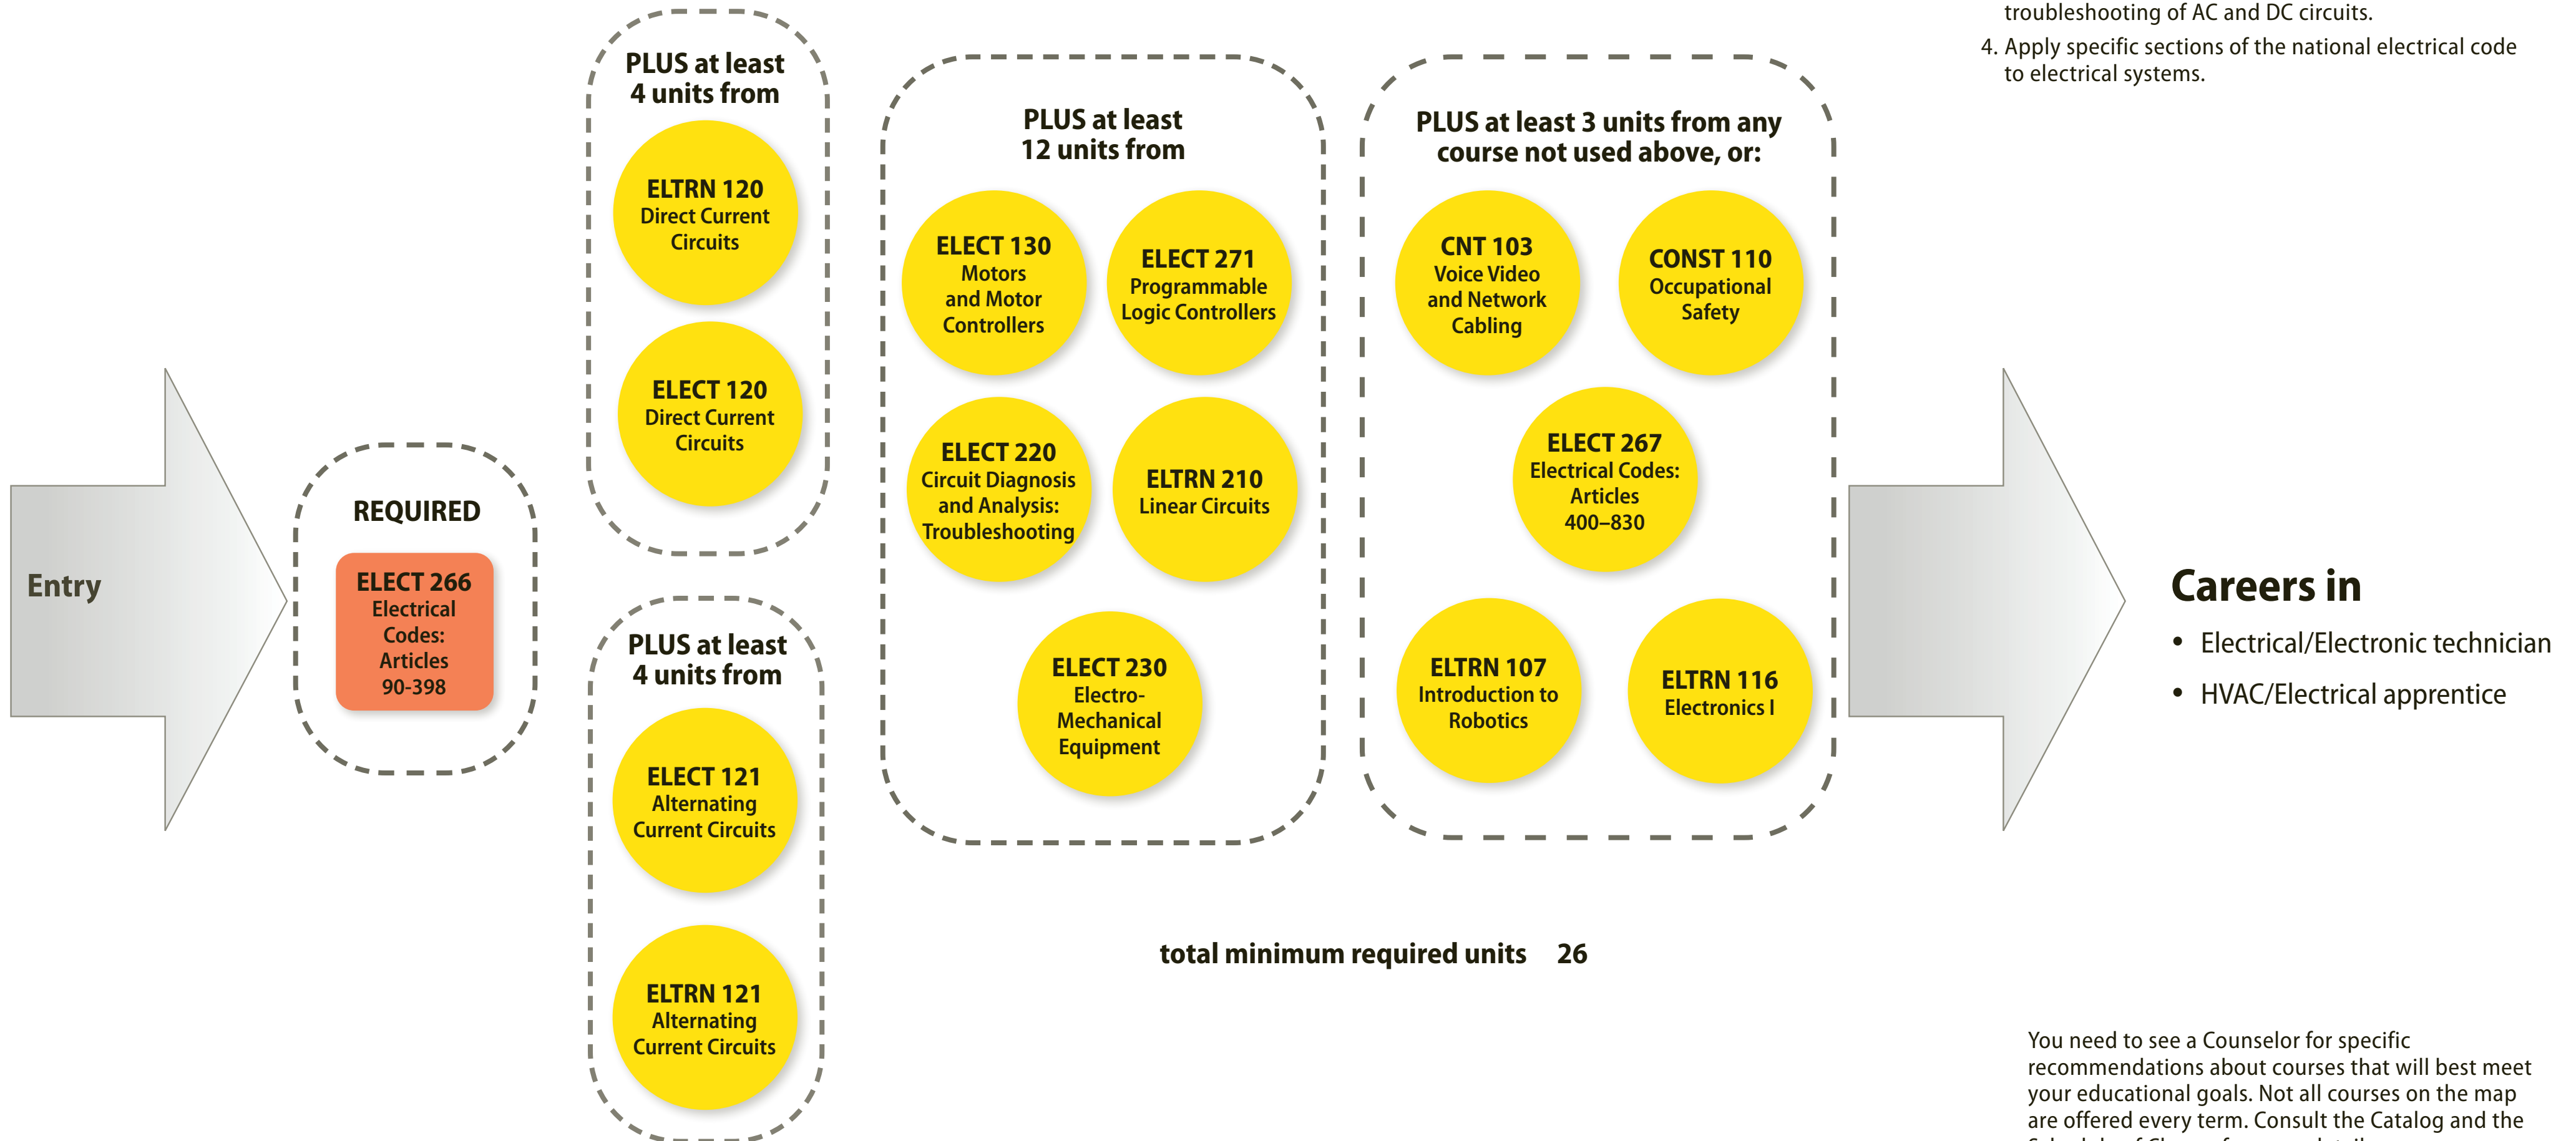 troubleshooting of AC and DC circuits.
4. Apply specific sections of the national electrical code
to electrical systems.
Entry
REQUIRED
ELECT 266
Electrical
Codes:
Articles
90-398
PLUS at least
4 units from
ELTRN 120
Direct Current
Circuits
ELECT 120
Direct Current
Circuits
PLUS at least
4 units from
ELECT 121
Alternating
Current Circuits
ELTRN 121
Alternating
Current Circuits
PLUS at least
12 units from
ELECT 130
Motors
and Motor
Controllers
ELECT 271
Programmable
Logic Controllers
ELECT 220
Circuit Diagnosis
and Analysis:
Troubleshooting
ELTRN 210
Linear Circuits
ELECT 230
Electro-
Mechanical
Equipment
PLUS at least 3 units from any
course not used above, or:
CNT 103
Voice Video
and Network
Cabling
CONST 110
Occupational
Safety
ELECT 267
Electrical Codes:
Articles
400–830
ELTRN 107
Introduction to
Robotics
ELTRN 116
Electronics I
total minimum required units 26
Careers in
• Electrical/Electronic technician
• HVAC/Electrical apprentice
You need to see a Counselor for specific
recommendations about courses that will best meet
your educational goals. Not all courses on the map
are offered every term. Consult the Catalog and the